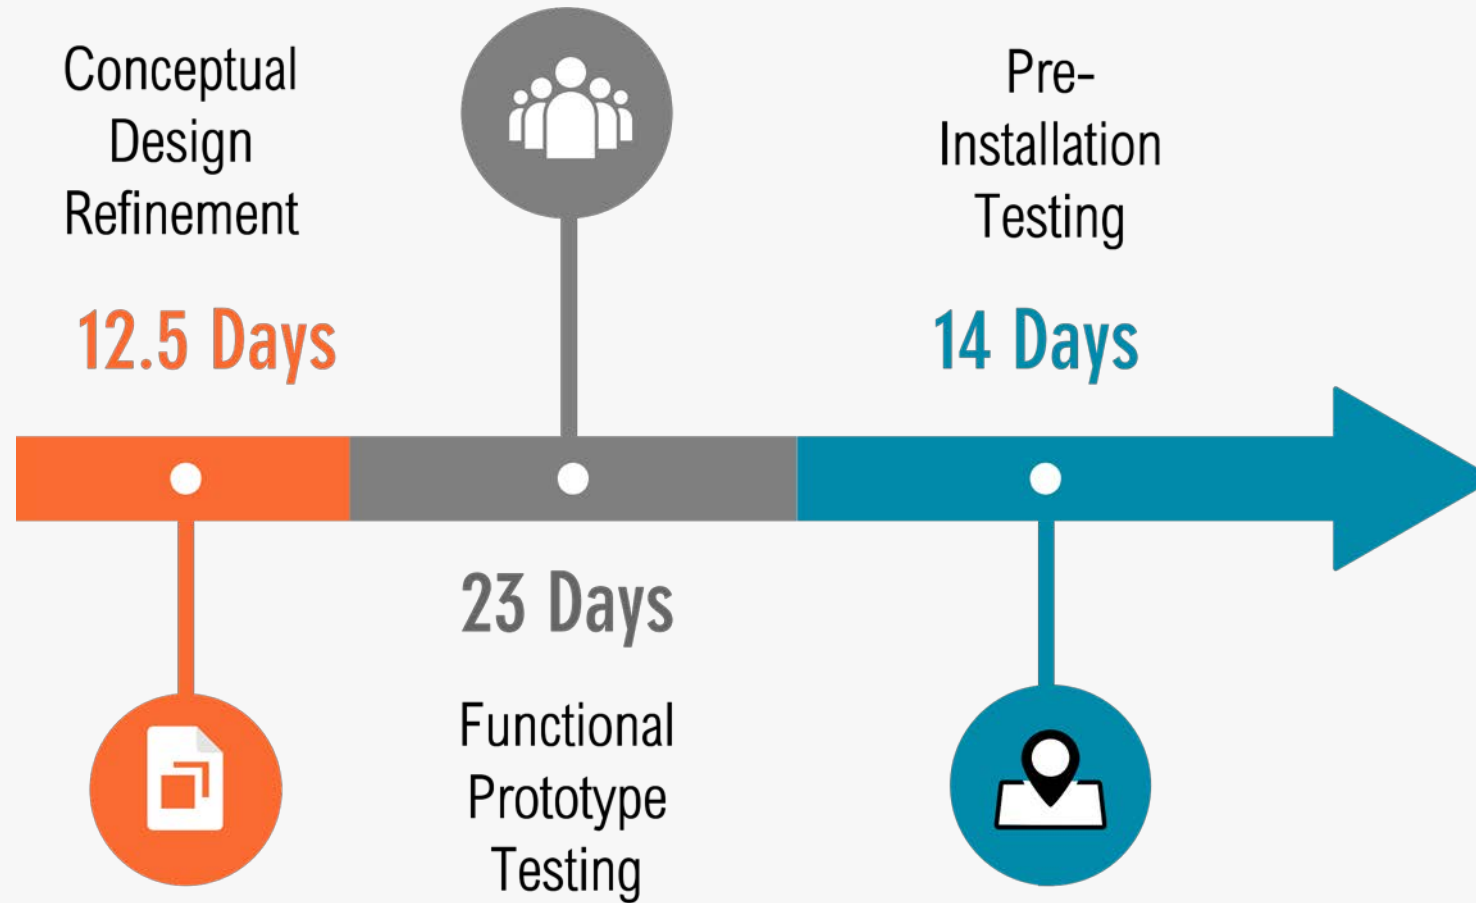 Conceptual
Design
Refinement
12.5 Days
23 Days
Functional
Prototype
Testing
Pre-
Installation
Testing
14 Days